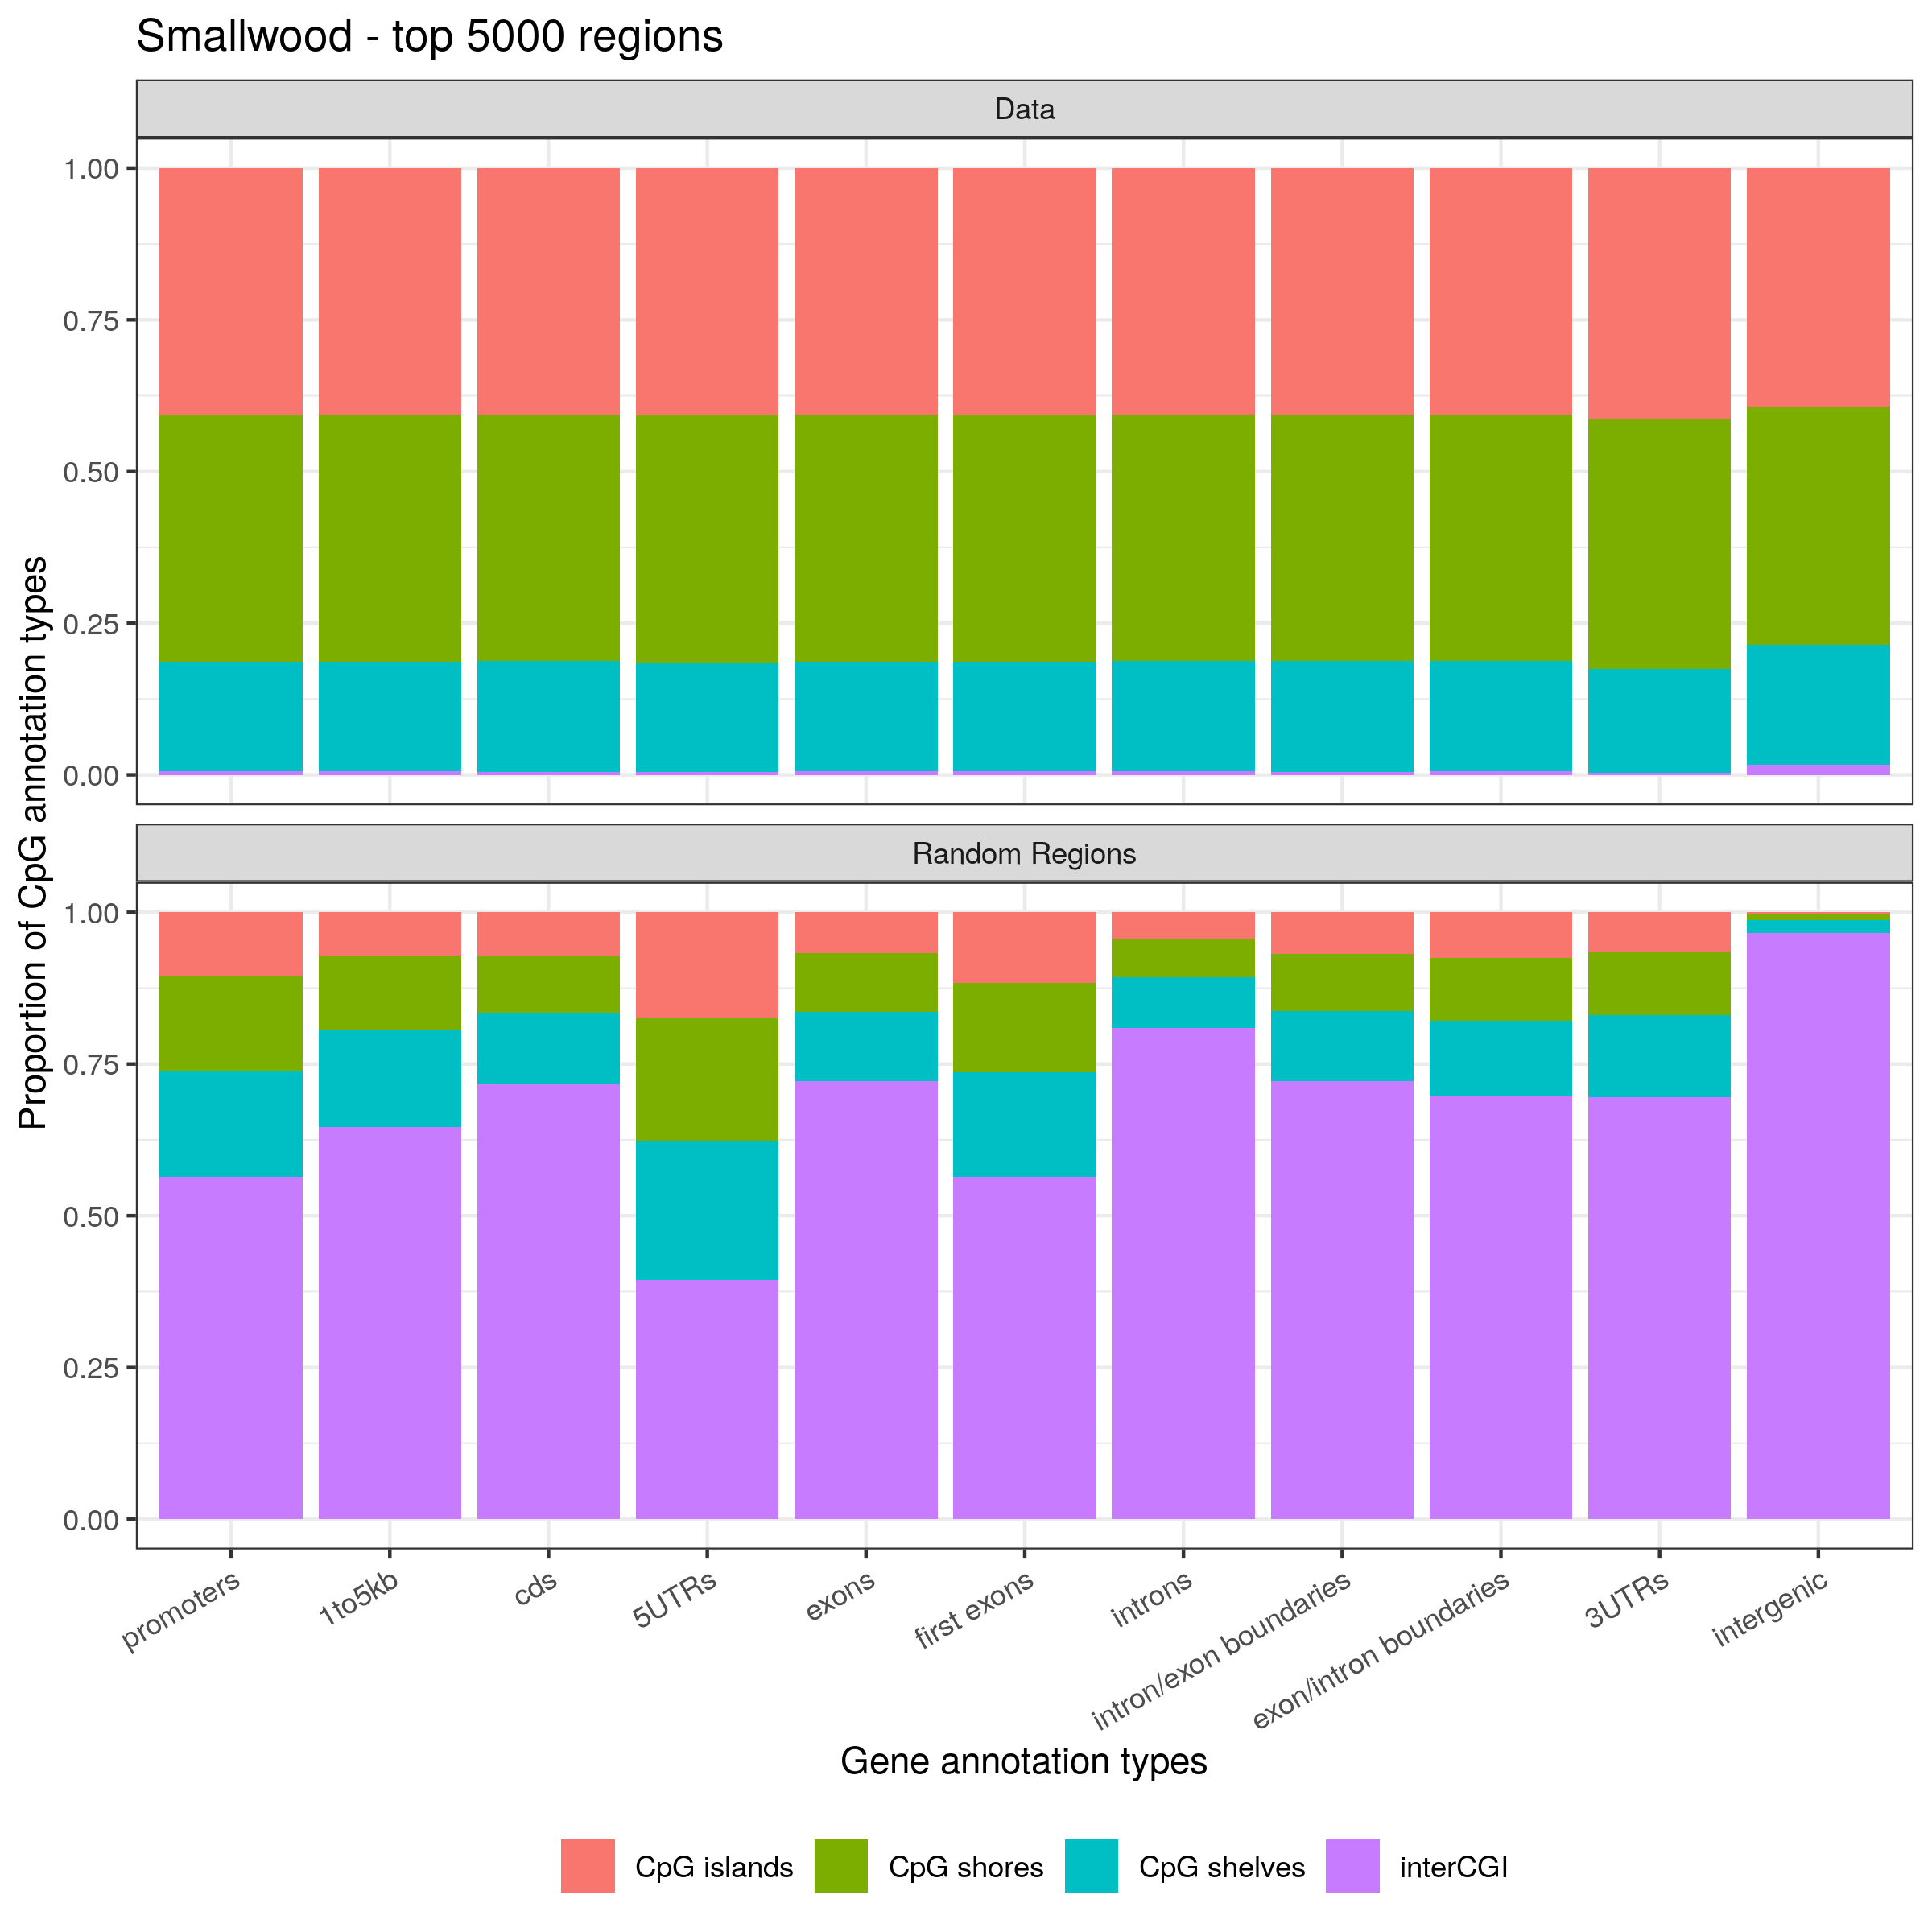 Smallwood - top 5000 regions
Data
1.00
0.75
0.50
0.25
0.00
Random Regions
1.00
0.75
0.50
0.25
0.00
Proportion of CpG annotation types
promoters
1to5kb
cds
5UTRs
exons
first exons
introns
intron/exon boundaries
exon/intron boundaries
3UTRs
intergenic
Gene annotation types
CpG islands CpG shores CpG shelves interCGI